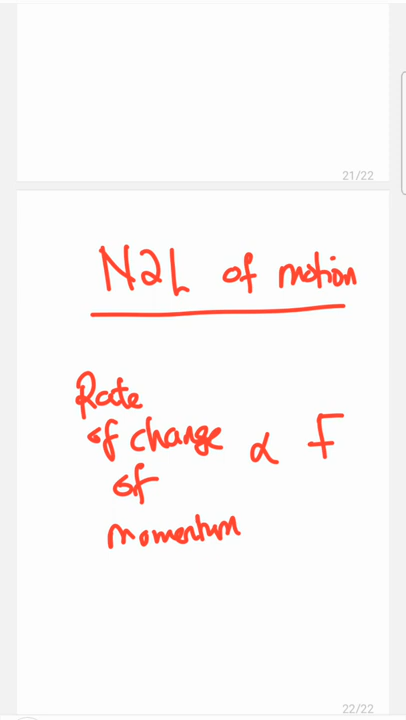 21/22
N2L of motion
Rate
of change ∝ F
of
momentum
22/22